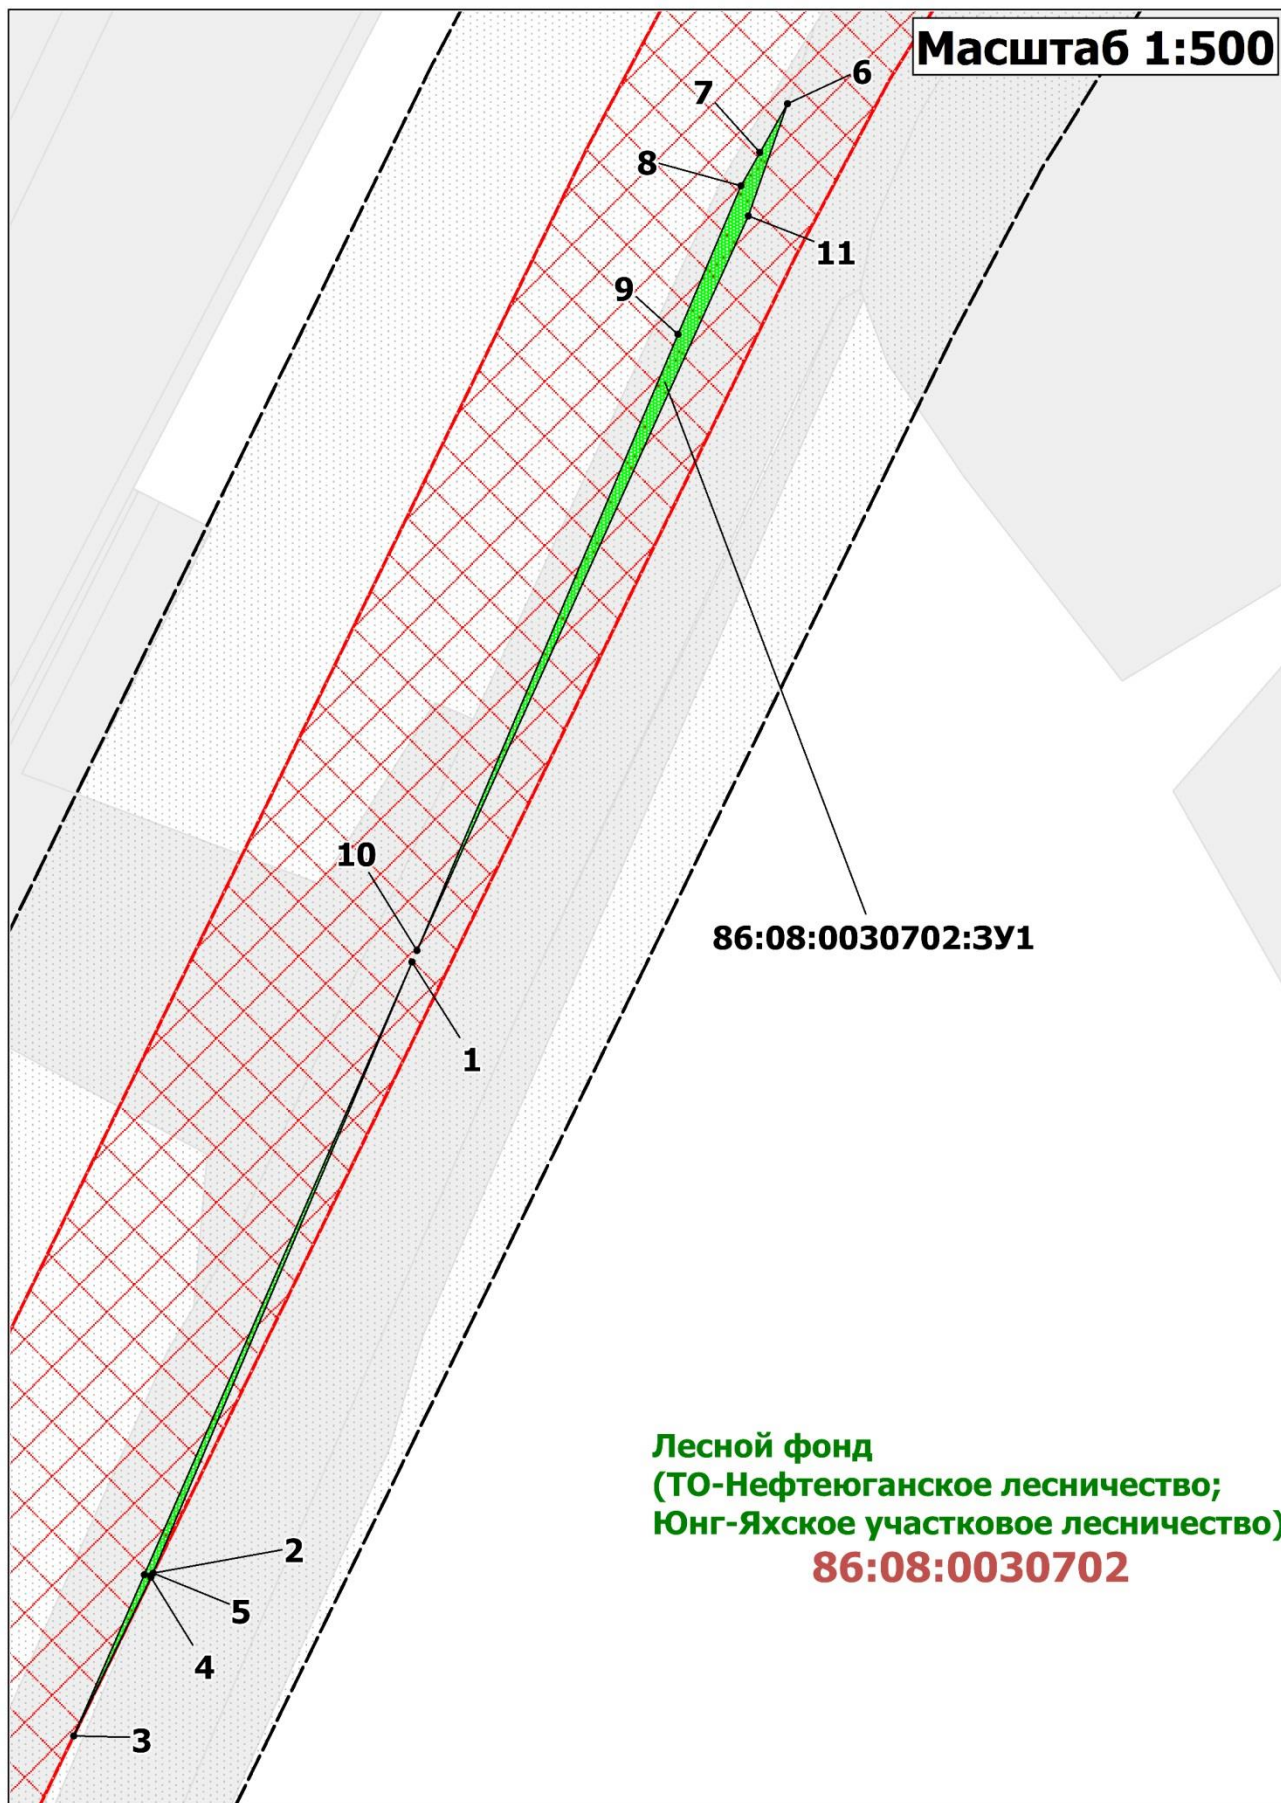 Масштаб 1:500
6
7
8
11
9
10
86:08:0030702:ЗУ1
1
Лесной фонд
(ТО-Нефтеюганское лесничество;
Юнг-Яхское участковое лесничество)
86:08:0030702
2
5
4
3